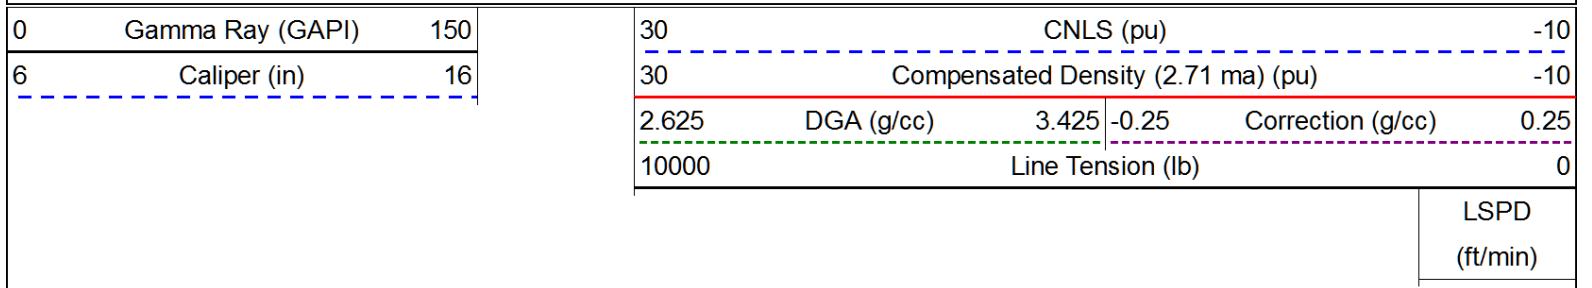 0 Gamma Ray (GAPI) 150 30 CNLS (pu) -10
6 Caliper (in) 16 30 Compensated Density (2.71 ma) (pu) -10
2.625 DGA (g/cc) 3.425 -0.25 Correction (g/cc) 0.25
10000 Line Tension (lb) 0
LSPD
(ft/min)